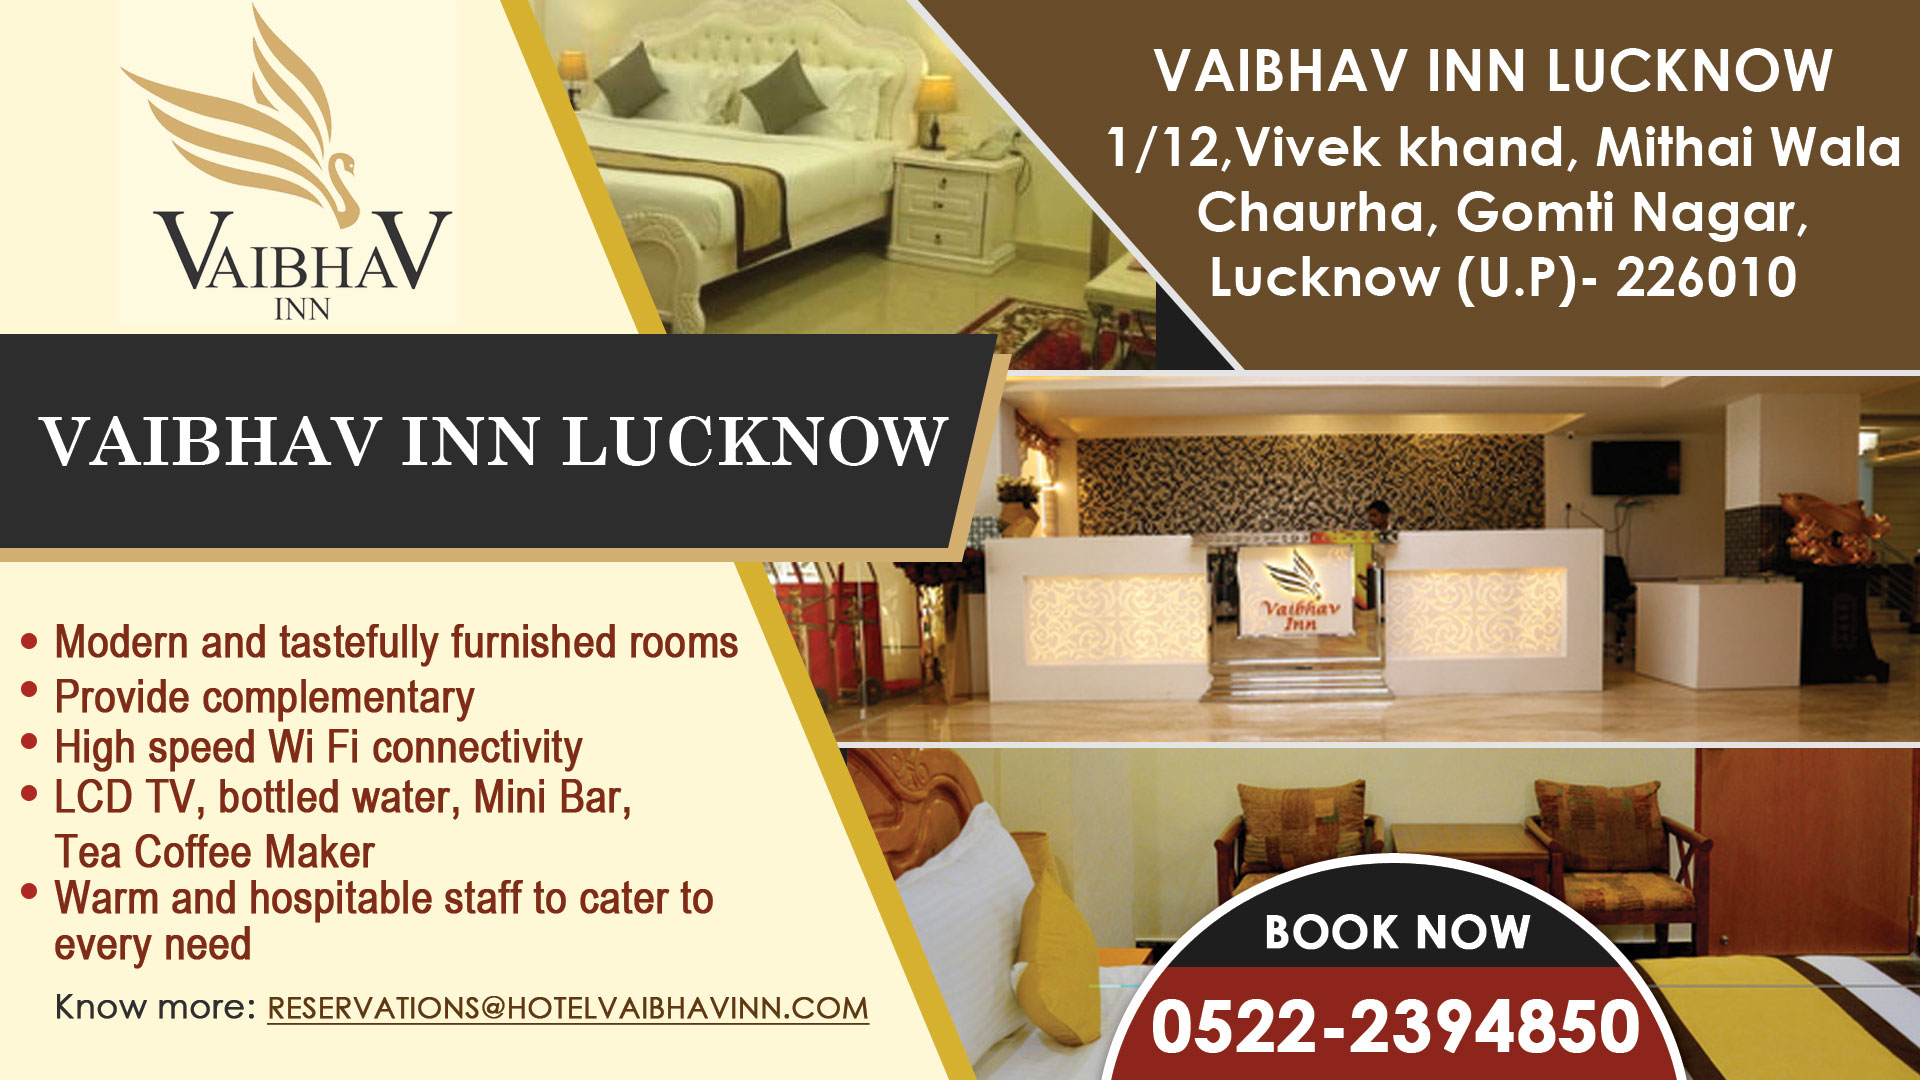 VAIBHAV
INN
VAIBHAV INN LUCKNOW
1/12,Vivek khand, Mithai Wala
Chaurha, Gomti Nagar,
Lucknow (U.P)- 226010
VAIBHAV INN LUCKNOW
Vaibhav
Inn
• Modern and tastefully furnished rooms
• Provide complementary
• High speed Wi Fi connectivity
• LCD TV, bottled water, Mini Bar,
Tea Coffee Maker
• Warm and hospitable staff to cater to
every need
Know more: RESERVATIONS@HOTELVAIBHAVINN.COM
BOOK NOW
0522-2394850